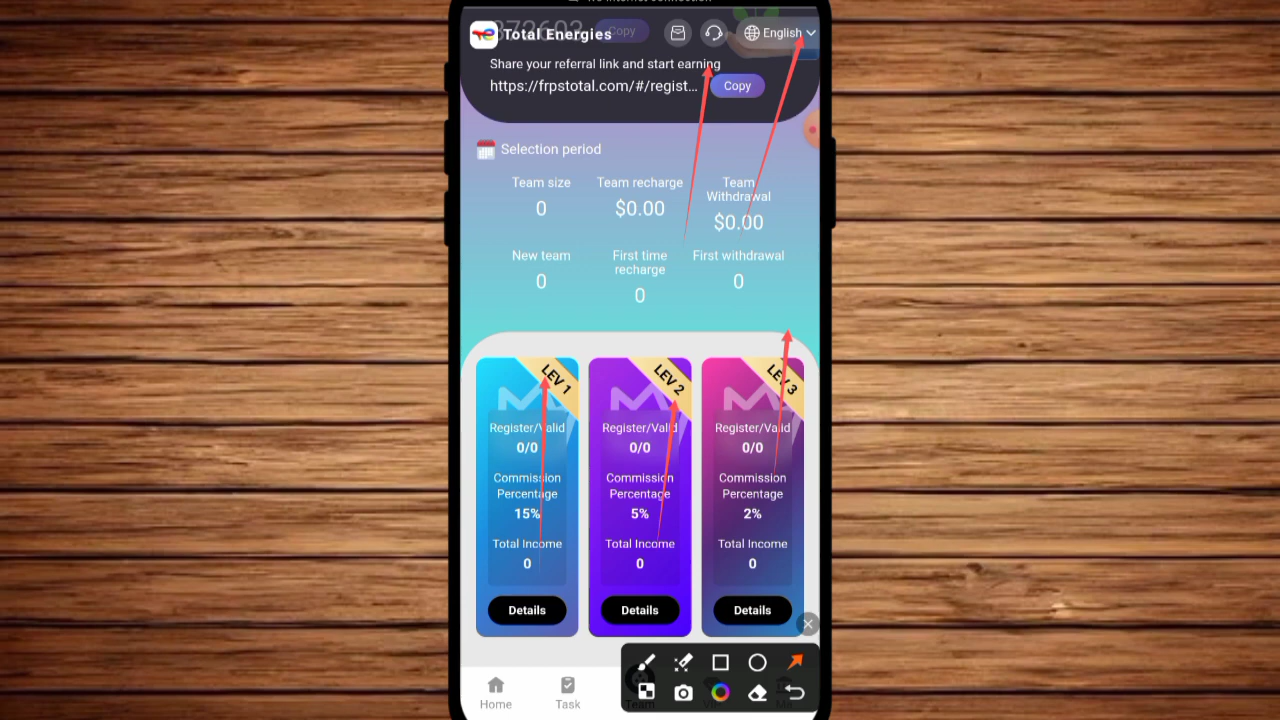 Total Energies
Copy
English
Share your referral link and start earning
https://frpstotal.com/#/regist...
Copy
Selection period
Team size
Team recharge
Team
Withdrawal
0
$0.00
$0.00
New team
First time
recharge
First withdrawal
0
0
0
LEV 1
Register/Valid
0/0
Commission
Percentage
15%
Total Income
0
Details
LEV 2
Register/Valid
0/0
Commission
Percentage
5%
Total Income
0
Details
LEV 3
Register/Valid
0/0
Commission
Percentage
2%
Total Income
0
Details
Home
Task
Team